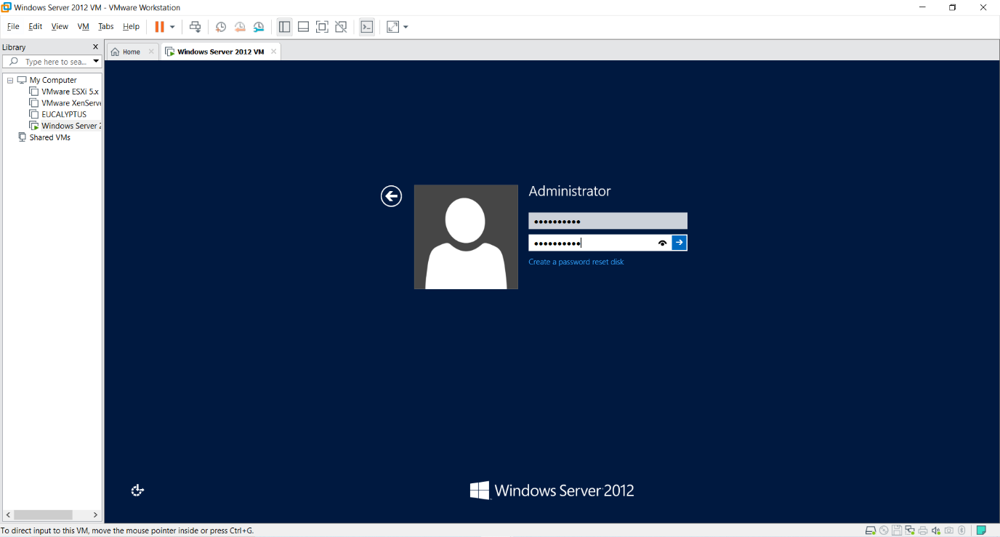 Windows Server 2012 VM - VMware Workstation
File Edit View VM Tabs Help
Library
Home
Windows Server 2012 VM
Type here to sea...
My Computer
VMware ESXi 5.x
VMware XenServe
EUCALYPTUS
Windows Server 2
Shared VMs
Administrator
Create a password reset disk
Windows Server 2012
To direct input to this VM, move the mouse pointer inside or press Ctrl+G.